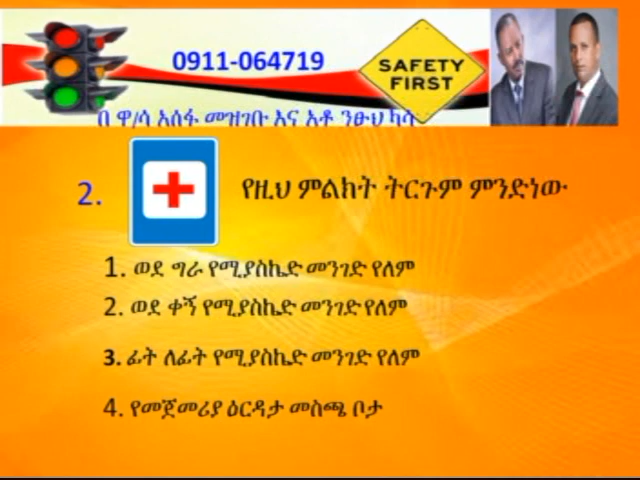 0911-064719
SAFETY
FIRST
በ ዋ/ሳ አሰፋ መዝገቡ እና አቶ ንፁህ ካሳ
2. የዚህ ምልክት ትርጉም ምንድነው
1. ወደ ግራ የሚያስኬድ መንገድ የለም
2. ወደ ቀኝ የሚያስኬድ መንገድ የለም
3. ፊት ለፊት የሚያስኬድ መንገድ የለም
4. የመጀመሪያ ዕርዳታ መስጫ ቦታ